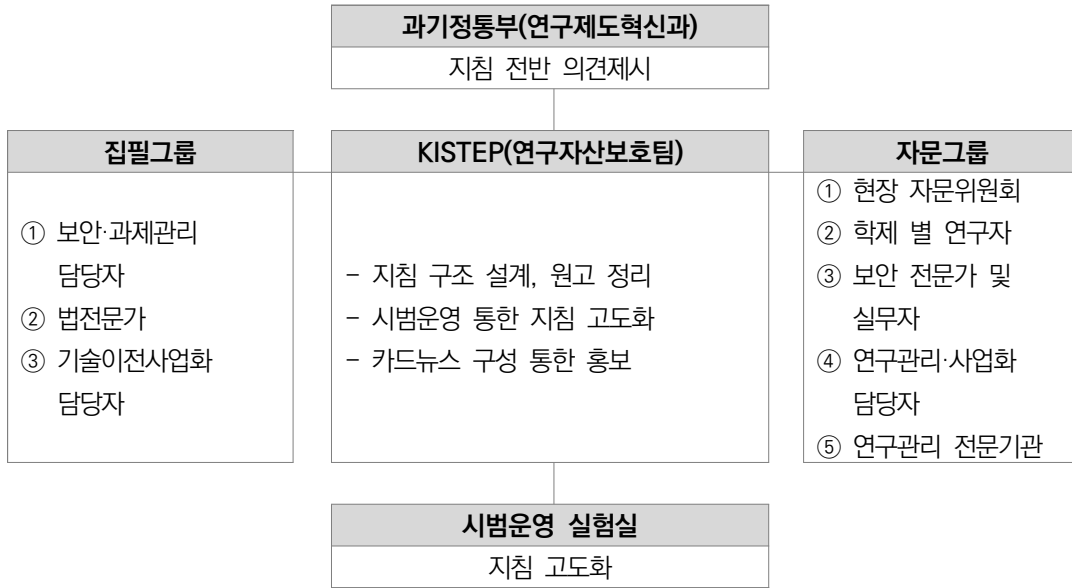 과기정통부(연구제도혁신과)
지침 전반 의견제시
집필그룹
① 보안·과제관리
담당자
② 법전문가
③ 기술이전사업화
담당자
KISTEP(연구자산보호팀)
- 지침 구조 설계, 원고 정리
- 시범운영 통한 지침 고도화
- 카드뉴스 구성 통한 홍보
자문그룹
① 현장 자문위원회
② 학제 별 연구자
③ 보안 전문가 및
실무자
④ 연구관리·사업화
담당자
⑤ 연구관리 전문기관
시범운영 실험실
지침 고도화